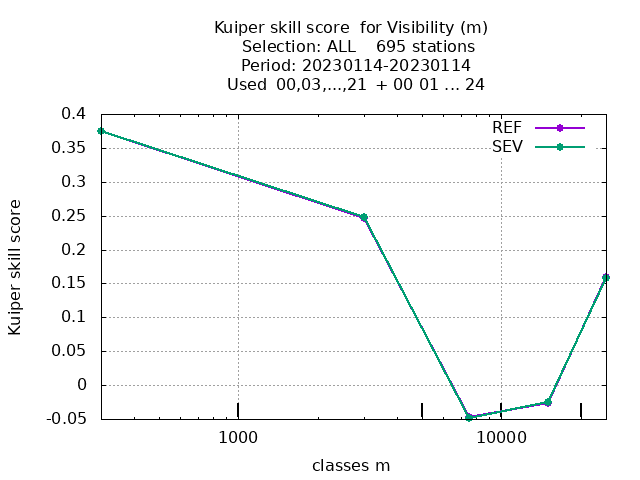 Kuiper skill score  for Visibility (m)
Selection: ALL    695 stations
Period: 20230114-20230114
Used  00,03,...,21  + 00 01 ... 24
0.4
REF
0.35
SEV
0.3
0.25
0.2
0.15
0.1
0.05
0
-0.05
Kuiper skill score
1000
10000
classes m